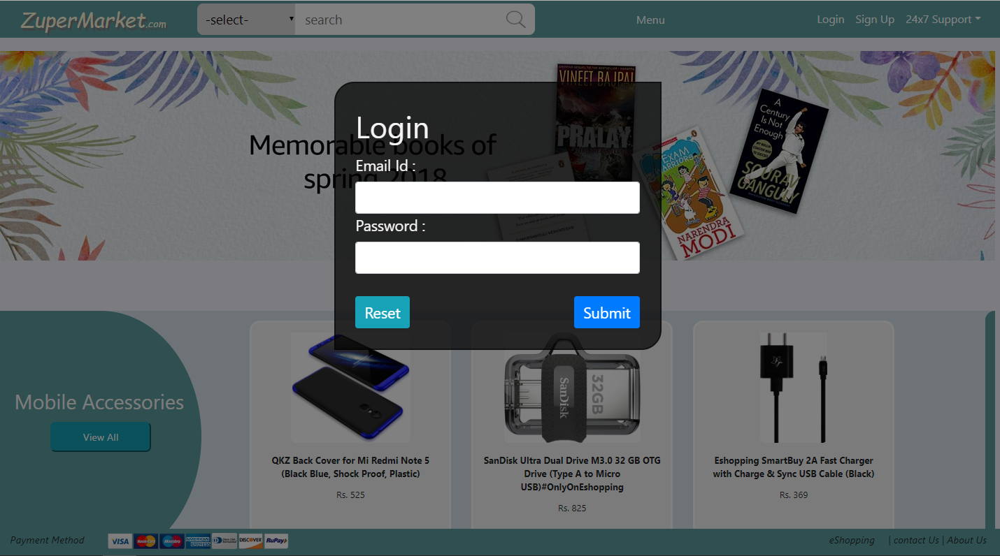 ZuperMarket.com
-select-
search
Menu
Login
Sign Up
24x7 Support
VINEET BAJPAI
PRALAY
A
Century
Is Not
Enough
SOURAV
GANGULY
EXAM
WARRIORS
NARENDRA
MODI
Memorable books of
spring 2018
Login
Email Id :
Password :
Reset
Submit
Mobile Accessories
View All
SanDisk
32GB
QKZ Back Cover for Mi Redmi Note 5
(Black Blue, Shock Proof, Plastic)
Rs. 525
SanDisk Ultra Dual Drive M3.0 32 GB OTG
Drive (Type A to Micro
USB)#OnlyOnEshopping
Rs. 825
Eshopping SmartBuy 2A Fast Charger
with Charge & Sync USB Cable (Black)
Rs. 369
Payment Method
VISA
MasterCard
Maestro
AMERICAN
EXPRESS
DISCOVER
RuPay
eShopping
| contact Us | About Us